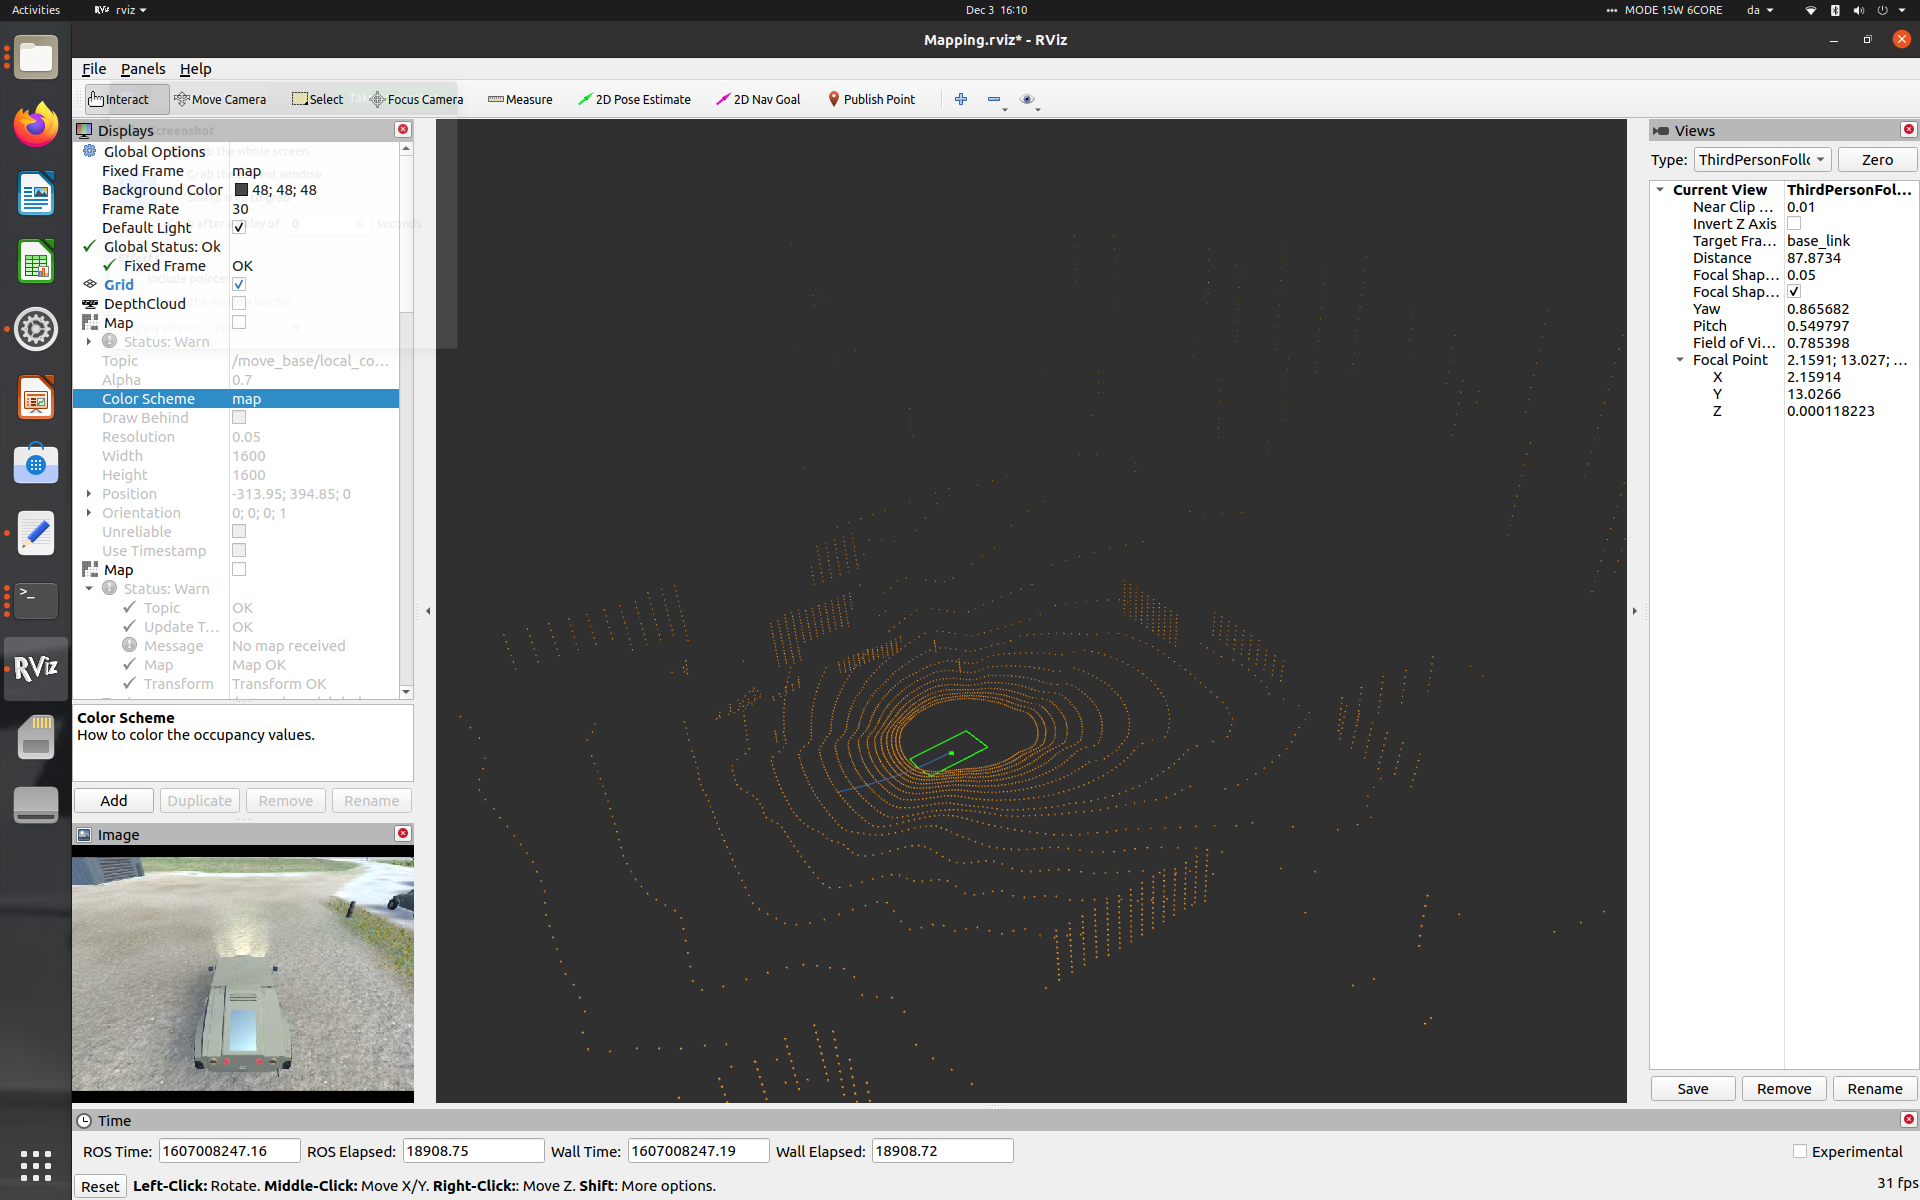 Activities
rviz
Dec 3 16:10
MODE 15W 6CORE
da
Mapping.rviz* - RViz
File Panels Help
Interact
Move Camera
Select
Focus Camera
Measure
2D Pose Estimate
2D Nav Goal
Publish Point
Displays
Global Options
Fixed Frame map
Background Color 48; 48; 48
Frame Rate 30
Default Light
Global Status: Ok
Fixed Frame OK
Grid
DepthCloud
Map
Status: Warn
Topic /move_base/local_co...
Alpha 0.7
Color Scheme map
Draw Behind
Resolution 0.05
Width 1600
Height 1600
Position -313.95; 394.85; 0
Orientation 0; 0; 0; 1
Unreliable
Use Timestamp
Map
Status: Warn
Topic OK
Update T... OK
Message No map received
Map Map OK
Transform Transform OK
Color Scheme
How to color the occupancy values.
Add Duplicate Remove Rename
Image
RViz
Views
Type: ThirdPersonFollo Zero
Current View ThirdPersonFol...
Near Clip ... 0.01
Invert Z Axis
Target Fra... base_link
Distance 87.8734
Focal Shap... 0.05
Focal Shap...
Yaw 0.865682
Pitch 0.549797
Field of Vi... 0.785398
Focal Point 2.1591; 13.027; ...
X 2.15914
Y 13.0266
Z 0.000118223
Save Remove Rename
Time
ROS Time: 1607008247.16 ROS Elapsed: 18908.75 Wall Time: 1607008247.19 Wall Elapsed: 18908.72 Experimental
Reset Left-Click: Rotate. Middle-Click: Move X/Y. Right-Click:: Move Z. Shift: More options. 31 fps